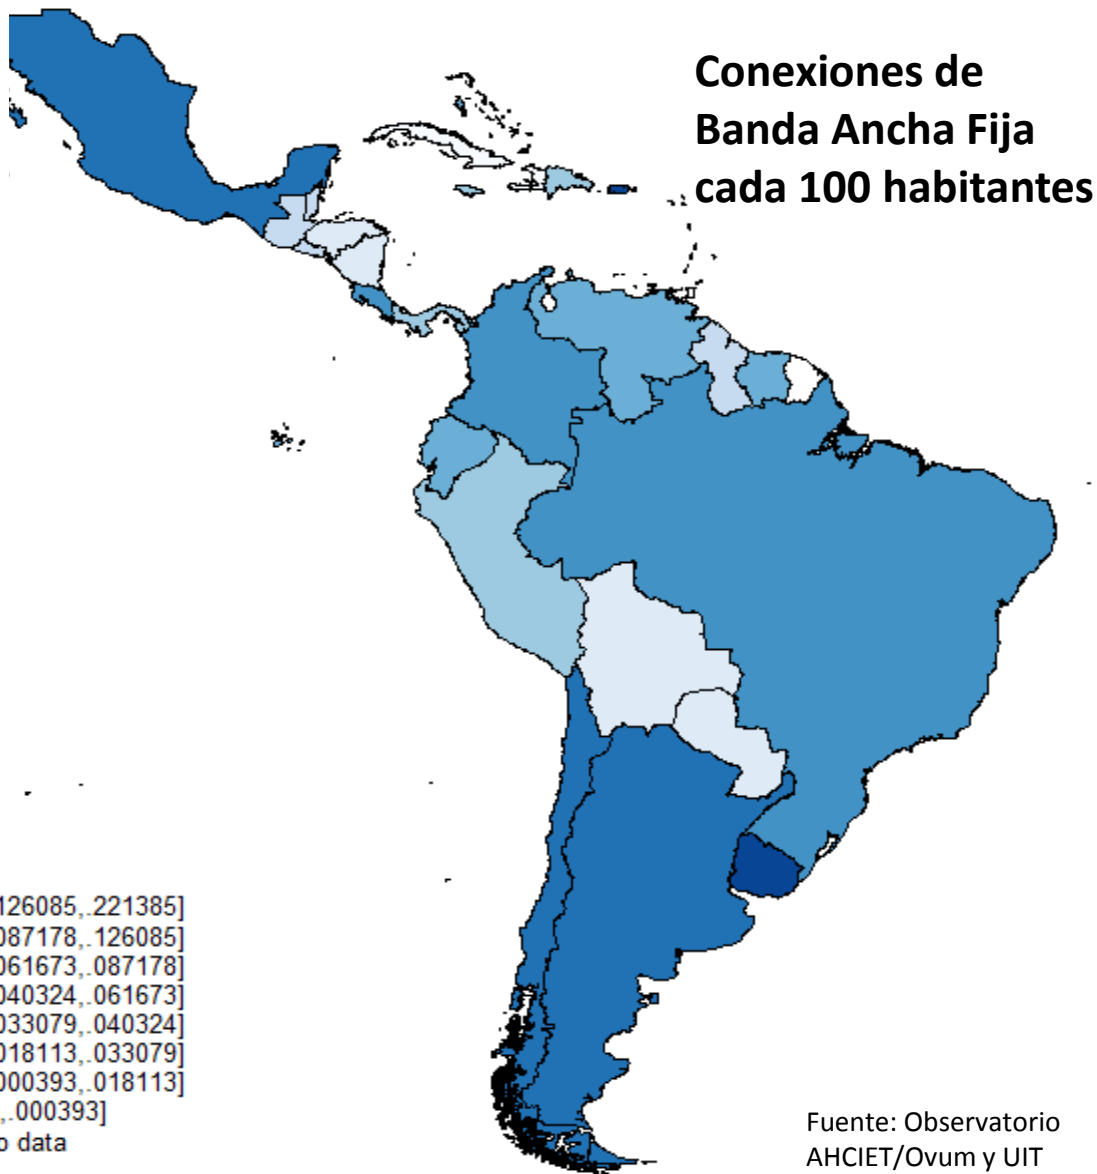 Conexiones de
Banda Ancha Fija
cada 100 habitantes
126085,.221385]
087178,.126085]
061673,.087178]
040324,.061673]
033079,.040324]
018113,.033079]
000393,.018113]
,.000393]
o data
Fuente: Observatorio
AHCIET/Ovum y UIT